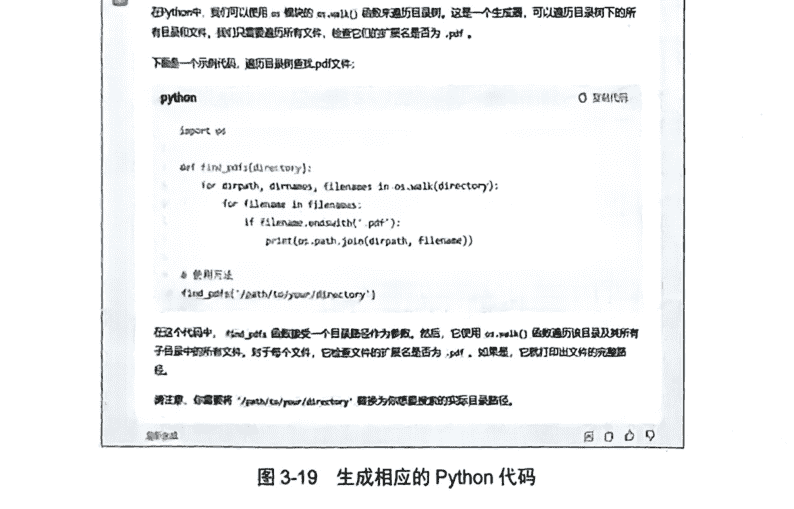 在Python中，我们可以使用 os 模块的 os.walk() 函数来遍历目录树。这是一个生成器，可以遍历目录树下的所
有目录和文件。我们只需要遍历所有文件，检查它们的扩展名是否为 .pdf 。
下面是一个示例代码，遍历目录树查找.pdf文件：
python
复制代码
import os
def find_pdfs(directory):
for dirpath, dirnames, filenames in os.walk(directory):
for filename in filenames:
if filename.endswith('.pdf'):
print(os.path.join(dirpath, filename))
# 使用方法
find_pdfs('/path/to/your/directory')
在这个代码中， find_pdfs 函数接受一个目录路径作为参数。然后，它使用 os.walk() 函数遍历该目录及其所有
子目录中的所有文件。对于每个文件，它检查文件的扩展名是否为 .pdf 。如果是，它就打印出文件的完整路
径。
请注意，你需要将 '/path/to/your/directory' 替换为你想要搜索的实际目录路径。
重新生成
图 3-19 生成相应的 Python 代码